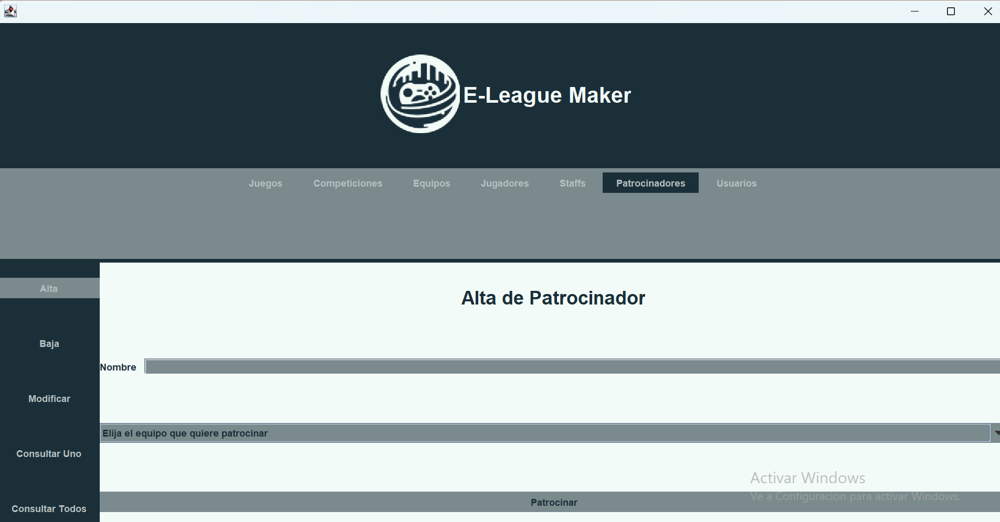 E-League Maker
Juegos Competiciones Equipos Jugadores Staffs Patrocinadores Usuarios
Alta
Baja
Modificar
Consultar Uno
Consultar Todos
Alta de Patrocinador
Nombre
Elija el equipo que quiere patrocinar
Patrocinar
Activar Windows
Ve a Configuración para activar Windows.